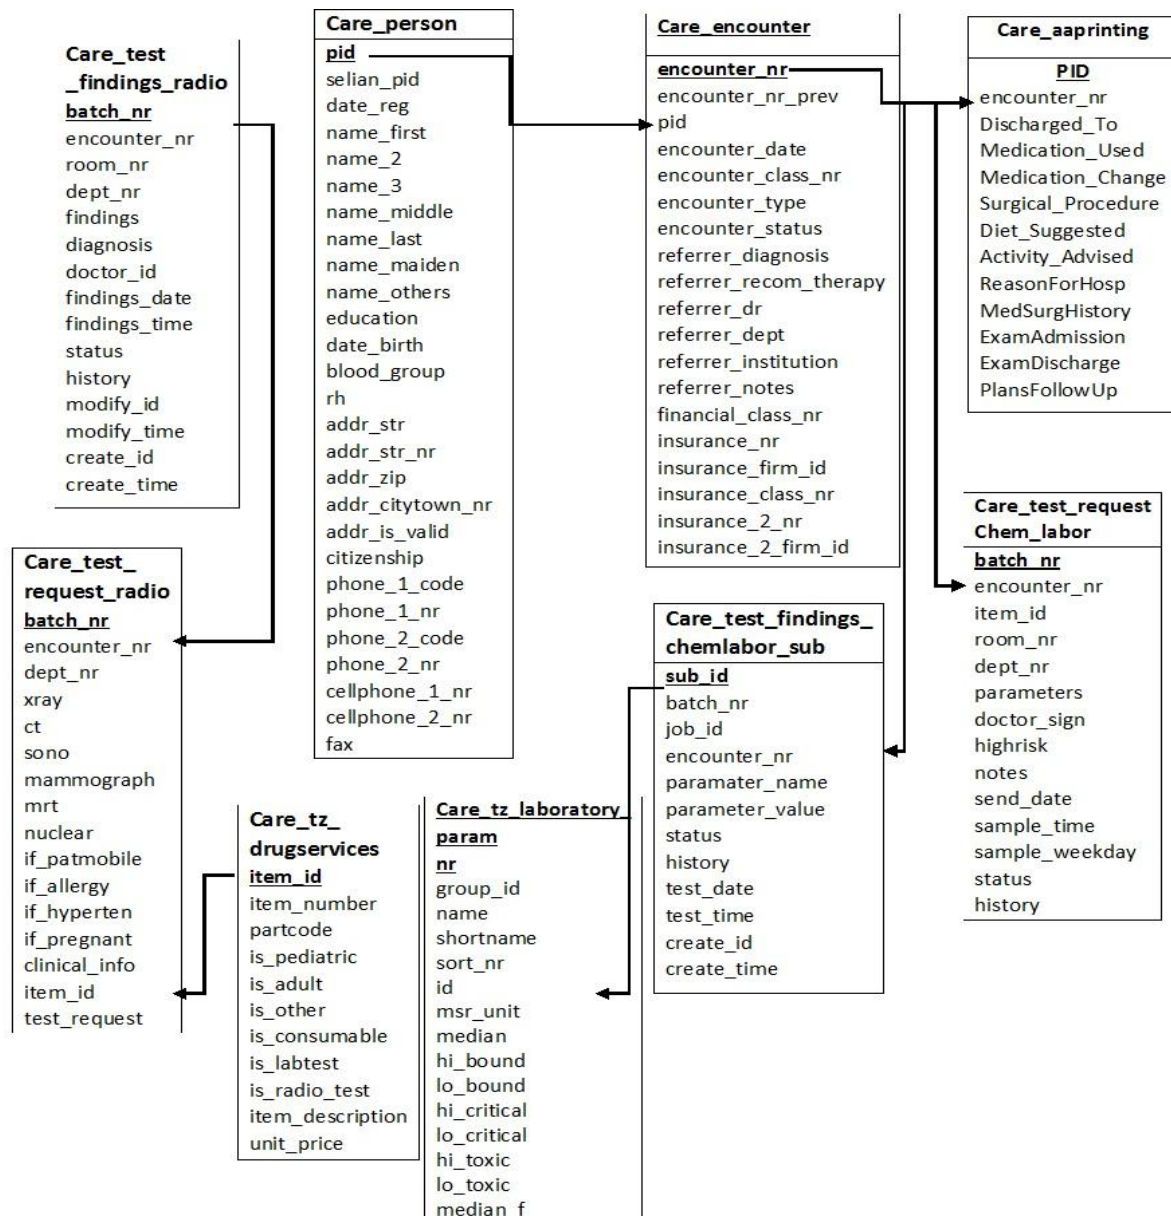 Care_test
_findings_radio
batch_nr
encounter_nr
room_nr
dept_nr
findings
diagnosis
doctor_id
findings_date
findings_time
status
history
modify_id
modify_time
create_id
create_time
Care_person
pid
selian_pid
date_reg
name_first
name_2
name_3
name_middle
name_last
name_maiden
name_others
education
date_birth
blood_group
rh
addr_str
addr_str_nr
addr_zip
addr_citytown_nr
addr_is_valid
citizenship
phone_1_code
phone_1_nr
phone_2_code
phone_2_nr
cellphone_1_nr
cellphone_2_nr
fax
Care_encounter
encounter_nr
encounter_nr_prev
pid
encounter_date
encounter_class_nr
encounter_type
encounter_status
referrer_diagnosis
referrer_recom_therapy
referrer_dr
referrer_dept
referrer_institution
referrer_notes
financial_class_nr
insurance_nr
insurance_firm_id
insurance_class_nr
insurance_2_nr
insurance_2_firm_id
Care_aaprinting
PID
encounter_nr
Discharged_To
Medication_Used
Medication_Change
Surgical_Procedure
Diet_Suggested
Activity_Advised
ReasonForHosp
MedSurgHistory
ExamAdmission
ExamDischarge
PlansFollowUp
Care_test_
request_radio
batch_nr
encounter_nr
dept_nr
xray
ct
sono
mammograph
mrt
nuclear
if_patmobile
if_allergy
if_hyperten
if_pregnant
clinical_info
item_id
test_request
Care_tz_
drugservices
item_id
item_number
partcode
is_pediatric
is_adult
is_other
is_consumable
is_labtest
is_radio_test
item_description
unit_price
Care_tz_laboratory_
param
nr
group_id
name
shortname
sort_nr
id
msr_unit
median
hi_bound
lo_bound
hi_critical
lo_critical
hi_toxic
lo_toxic
median_f
Care_test_findings_
chemlabor_sub
sub_id
batch_nr
job_id
encounter_nr
paramater_name
parameter_value
status
history
test_date
test_time
create_id
create_time
Care_test_request
Chem_labor
batch_nr
encounter_nr
item_id
room_nr
dept_nr
parameters
doctor_sign
highrisk
notes
send_date
sample_time
sample_weekday
status
history